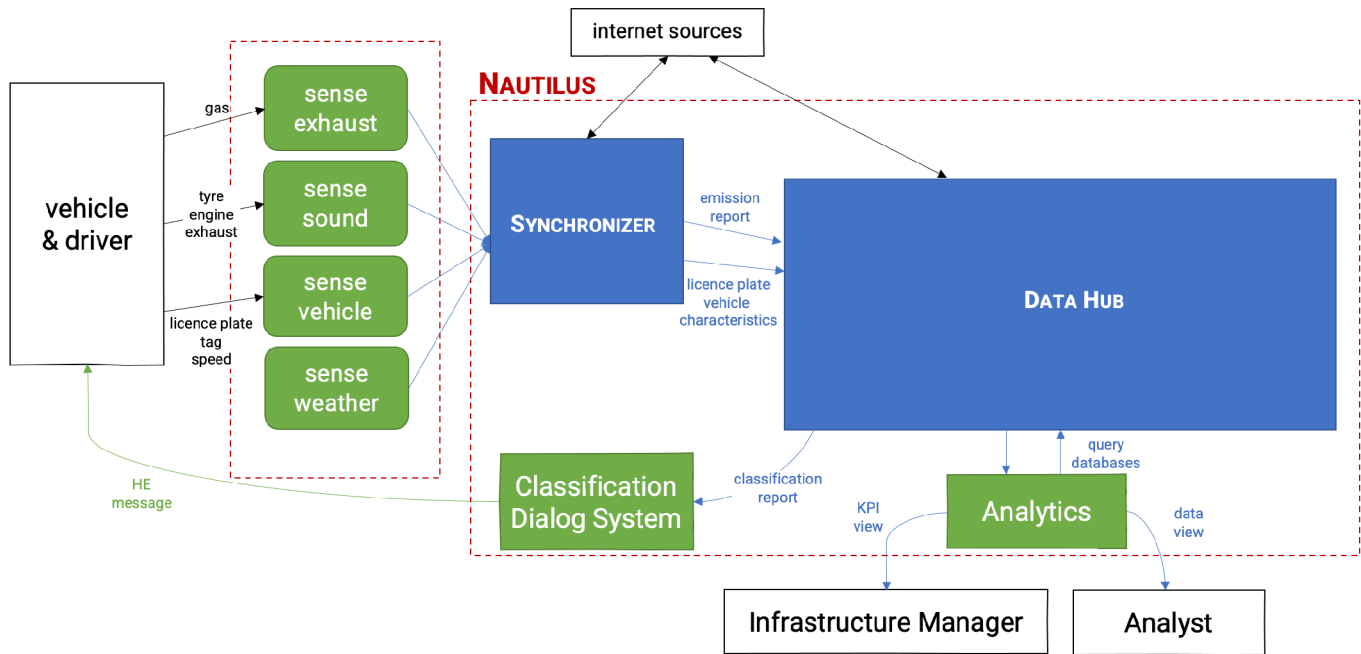 internet sources
NAUTILUS
gas
sense
exhaust
vehicle
& driver
tyre
engine
exhaust
sense
sound
SYNCHRONIZER
emission
report
licence plate
vehicle
characteristics
DATA HUB
sense
vehicle
licence plate
tag
speed
sense
weather
HE
message
Classification
Dialog System
classification
report
query
databases
Analytics
KPI
view
data
view
Infrastructure Manager
Analyst